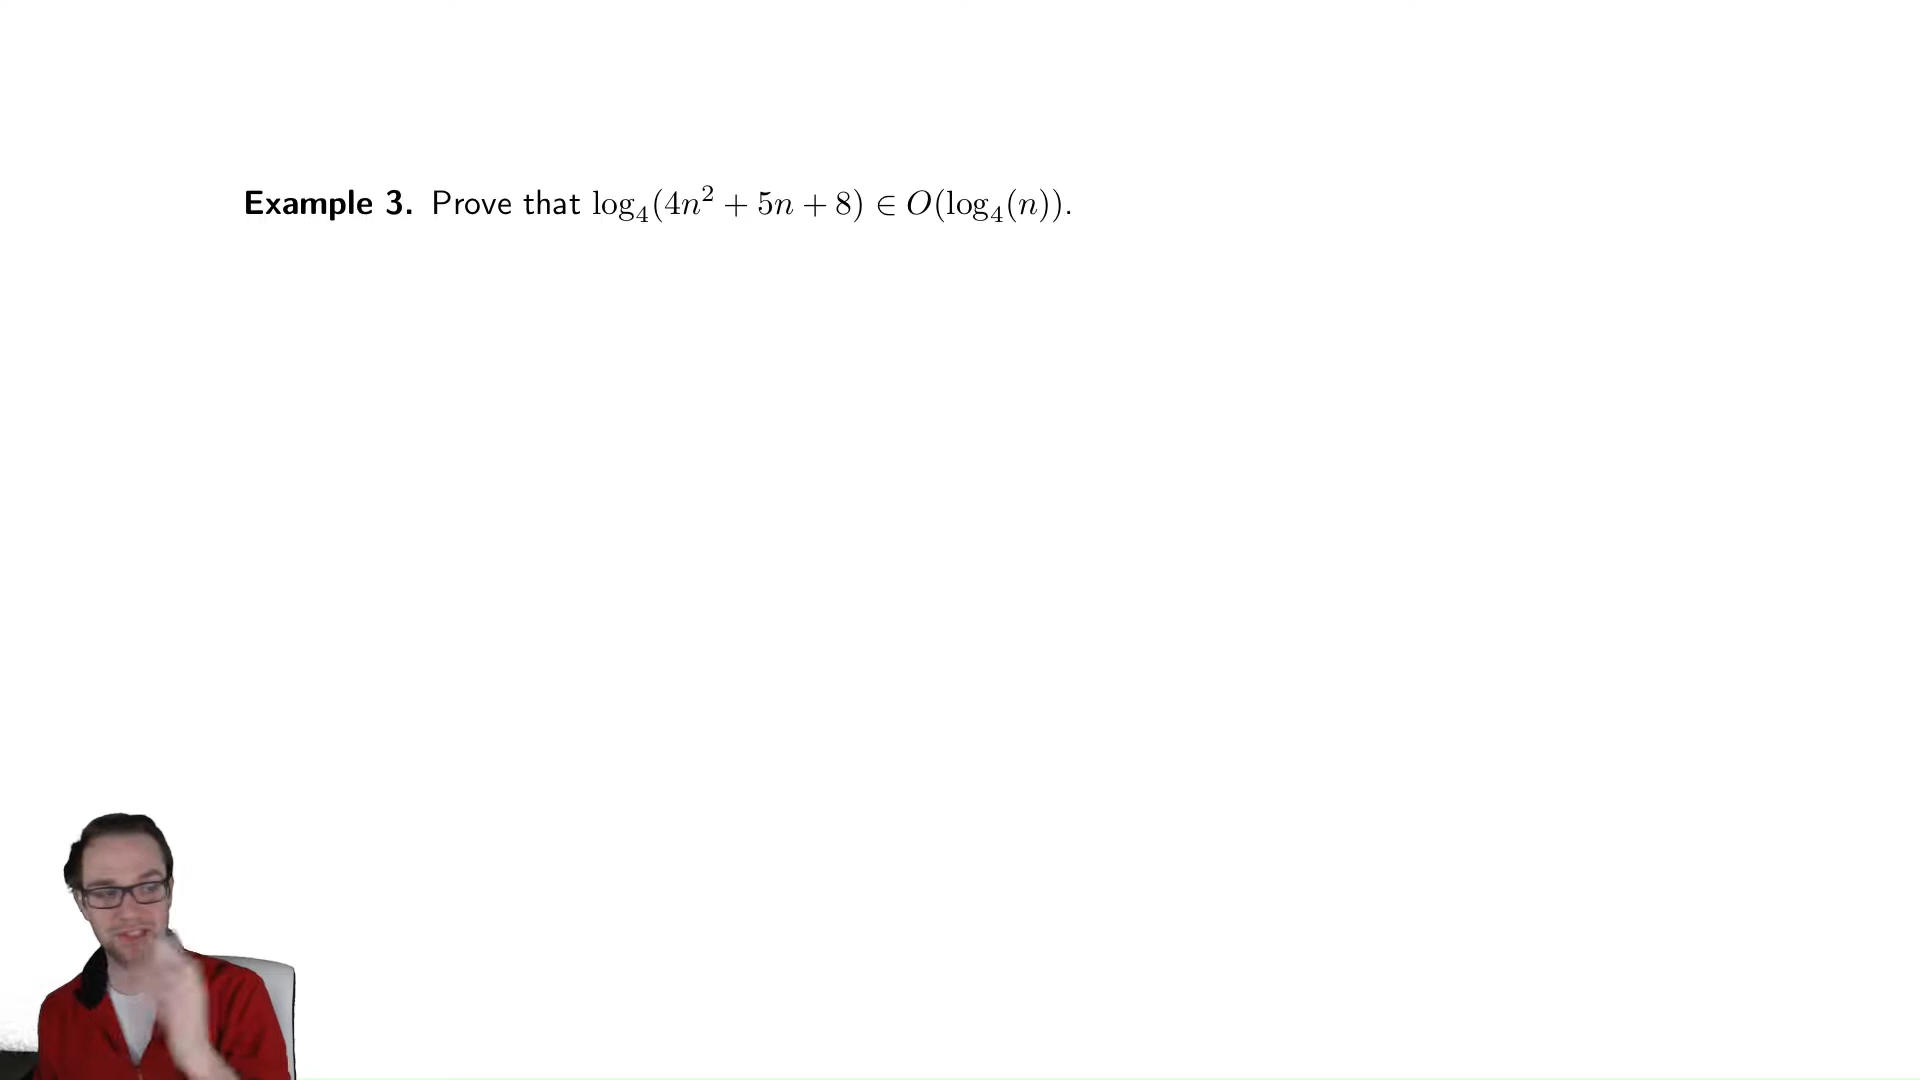 Example 3. Prove that log₄(4n² + 5n + 8) ∈ O(log₄(n)).